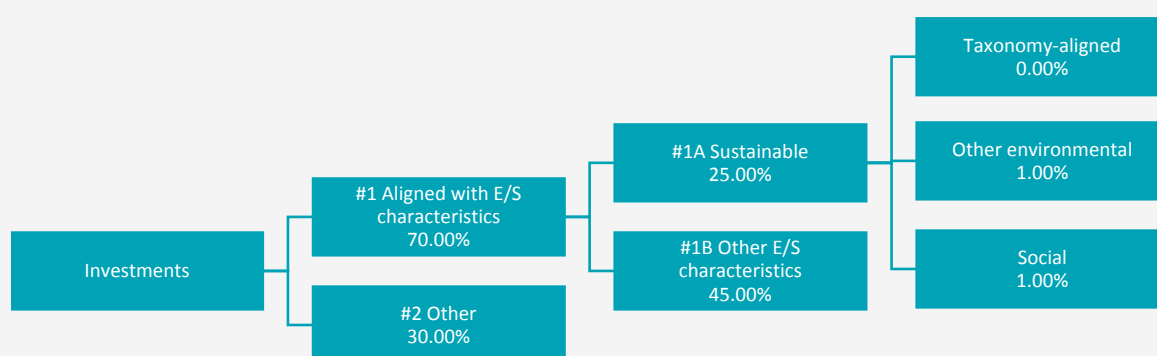 Investments
#1 Aligned with E/S
characteristics
70.00%
#2 Other
30.00%
#1A Sustainable
25.00%
#1B Other E/S
characteristics
45.00%
Taxonomy-aligned
0.00%
Other environmental
1.00%
Social
1.00%